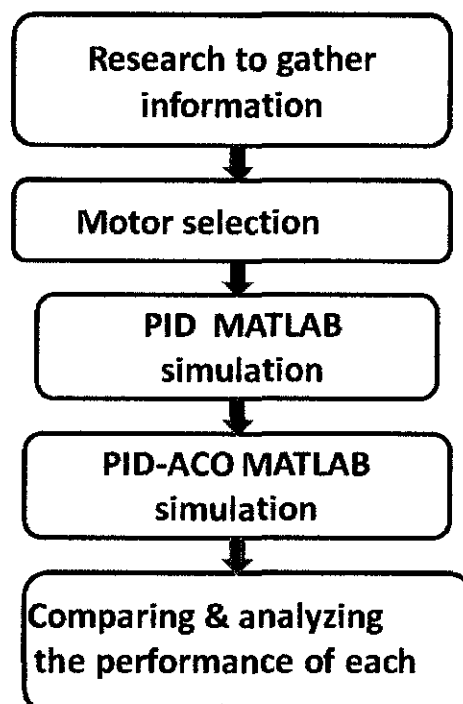 Research to gather
information
Motor selection
PID MATLAB
simulation
PID-ACO MATLAB
simulation
Comparing & analyzing
the performance of each